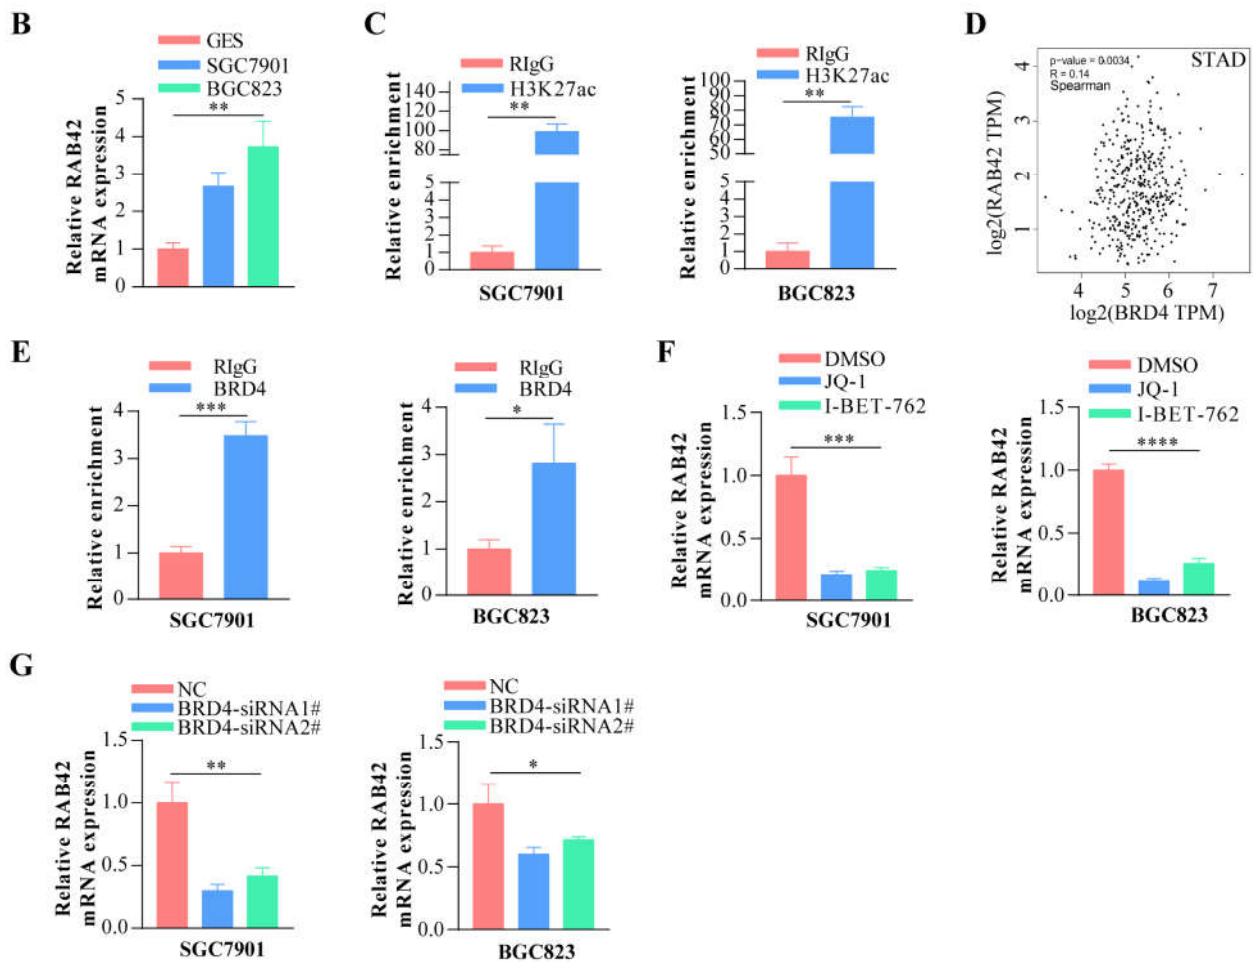 B
GES
SGC7901
BGC823
Relative RAB42
mRNA expression
5
4
3
2
1
0
**
C
RIgG
H3K27ac
Relative enrichment
140
120
100
80
5
4
3
2
1
0
**
SGC7901
RIgG
H3K27ac
Relative enrichment
100
90
80
70
60
50
5
4
3
2
1
0
**
BGC823
D
p-value = 0.0034
R = 0.14
Spearman
STAD
log2(RAB42 TPM)
4
3
2
1
4 5 6 7
log2(BRD4 TPM)
E
RIgG
BRD4
Relative enrichment
4
3
2
1
0
***
SGC7901
RIgG
BRD4
Relative enrichment
4
3
2
1
0
*
BGC823
F
DMSO
JQ-1
I-BET-762
Relative RAB42
mRNA expression
1.5
1.0
0.5
0.0
***
SGC7901
DMSO
JQ-1
I-BET-762
Relative RAB42
mRNA expression
1.5
1.0
0.5
0.0
****
BGC823
G
NC
BRD4-siRNA1#
BRD4-siRNA2#
Relative RAB42
mRNA expression
1.5
1.0
0.5
0.0
**
SGC7901
NC
BRD4-siRNA1#
BRD4-siRNA2#
Relative RAB42
mRNA expression
1.5
1.0
0.5
0.0
*
BGC823